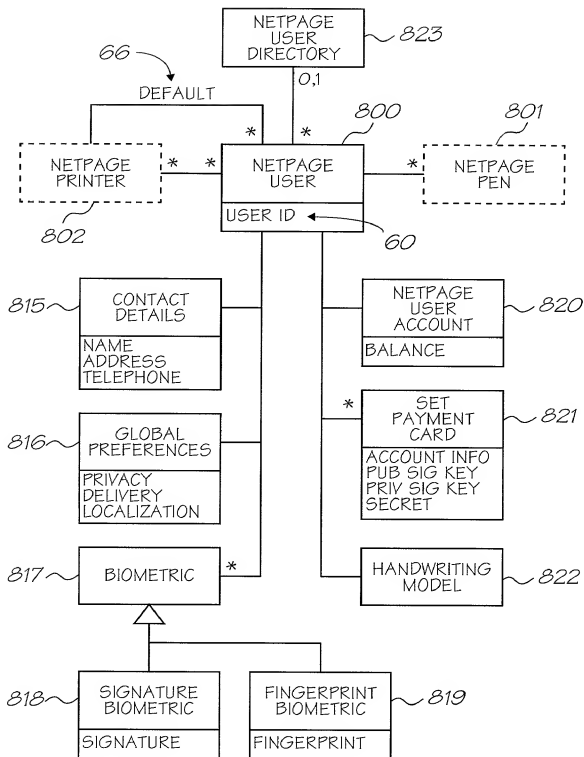 NETPAGE
USER
DIRECTORY
823
66
0,1
DEFAULT
*
*
800
801
NETPAGE
PRINTER
*
*
NETPAGE
USER
*
NETPAGE
PEN
USER ID
802
60
815
CONTACT
DETAILS
NAME
ADDRESS
TELEPHONE
NETPAGE
USER
ACCOUNT
820
BALANCE
816
GLOBAL
PREFERENCES
PRIVACY
DELIVERY
LOCALIZATION
*
SET
PAYMENT
CARD
821
ACCOUNT INFO
PUB SIG KEY
PRIV SIG KEY
SECRET
817
BIOMETRIC
*
HANDWRITING
MODEL
822
818
SIGNATURE
BIOMETRIC
SIGNATURE
FINGERPRINT
BIOMETRIC
819
FINGERPRINT